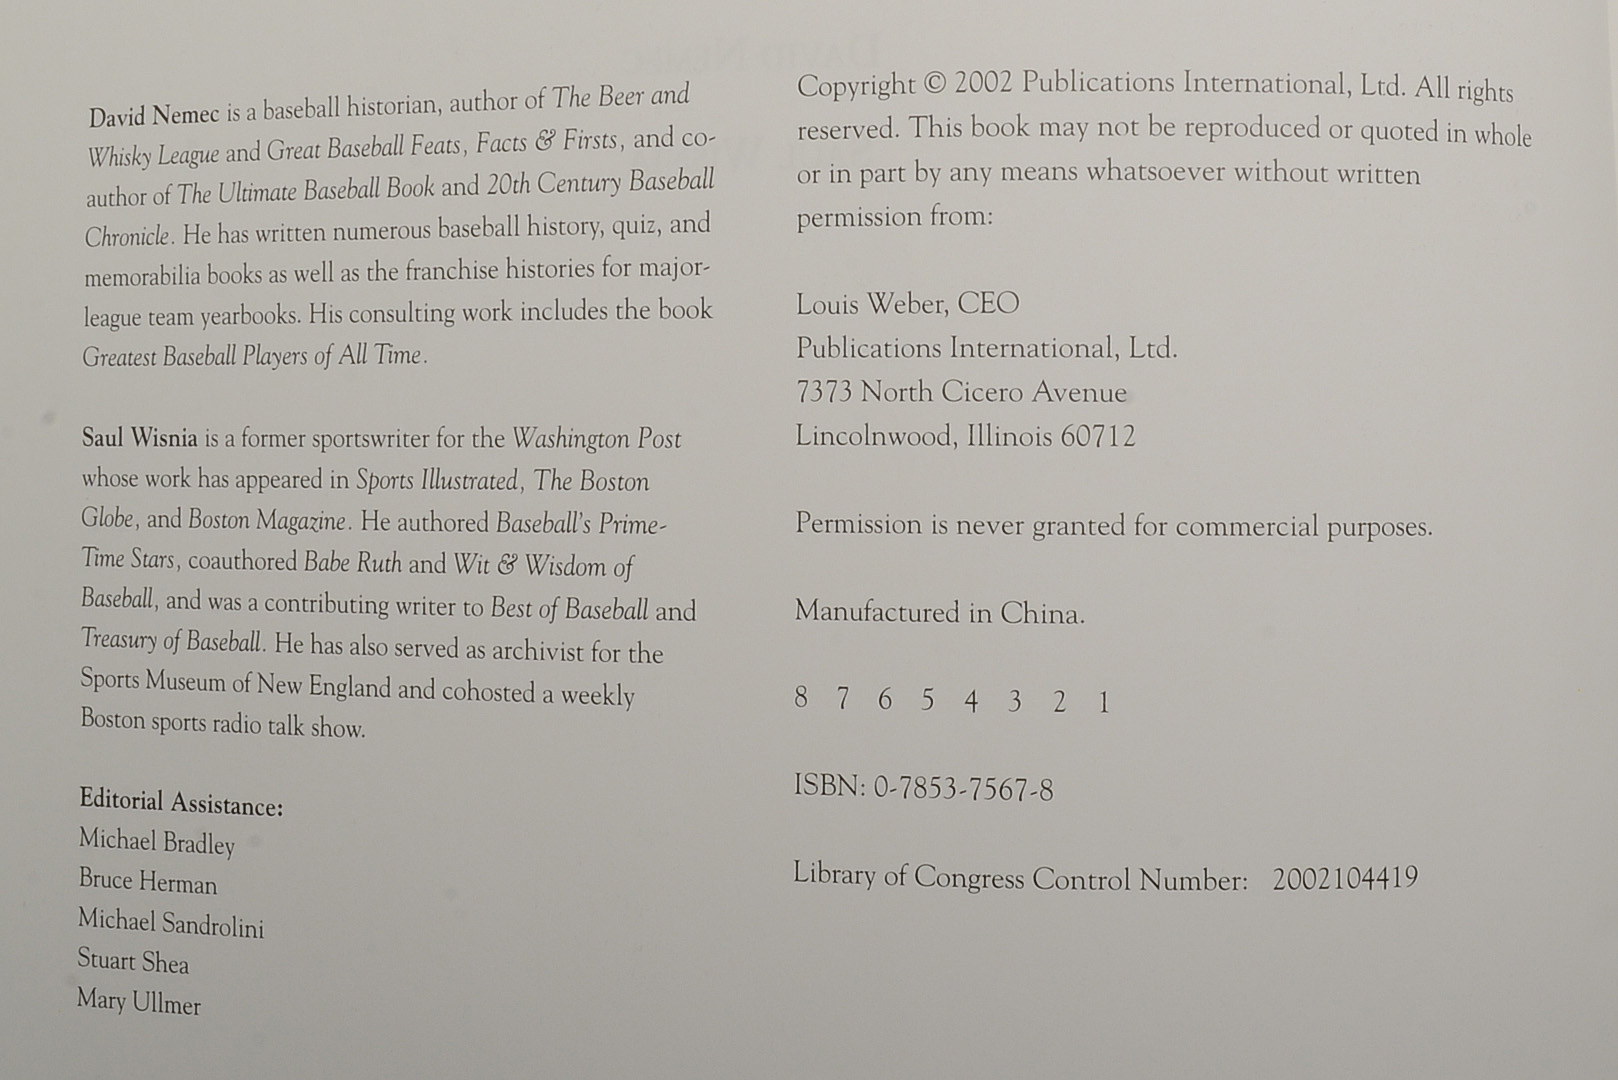 David Nemec is a baseball historian, author of The Beer and
Whisky League and Great Baseball Feats, Facts & Firsts, and co-
author of The Ultimate Baseball Book and 20th Century Baseball
Chronicle. He has written numerous baseball history, quiz, and
memorabilia books as well as the franchise histories for major-
league team yearbooks. His consulting work includes the book
Greatest Baseball Players of All Time.
Saul Wisnia is a former sportswriter for the Washington Post
whose work has appeared in Sports Illustrated, The Boston
Globe, and Boston Magazine. He authored Baseball's Prime-
Time Stars, coauthored Babe Ruth and Wit & Wisdom of
Baseball, and was a contributing writer to Best of Baseball and
Treasury of Baseball. He has also served as archivist for the
Sports Museum of New England and cohosted a weekly
Boston sports radio talk show.
Editorial Assistance:
Michael Bradley
Bruce Herman
Michael Sandrolini
Stuart Shea
Mary Ullmer
Copyright © 2002 Publications International, Ltd. All rights
reserved. This book may not be reproduced or quoted in whole
or in part by any means whatsoever without written
permission from:
Louis Weber, CEO
Publications International, Ltd.
7373 North Cicero Avenue
Lincolnwood, Illinois 60712
Permission is never granted for commercial purposes.
Manufactured in China.
8 7 6 5 4 3 2 1
ISBN: 0-7853-7567-8
Library of Congress Control Number: 2002104419